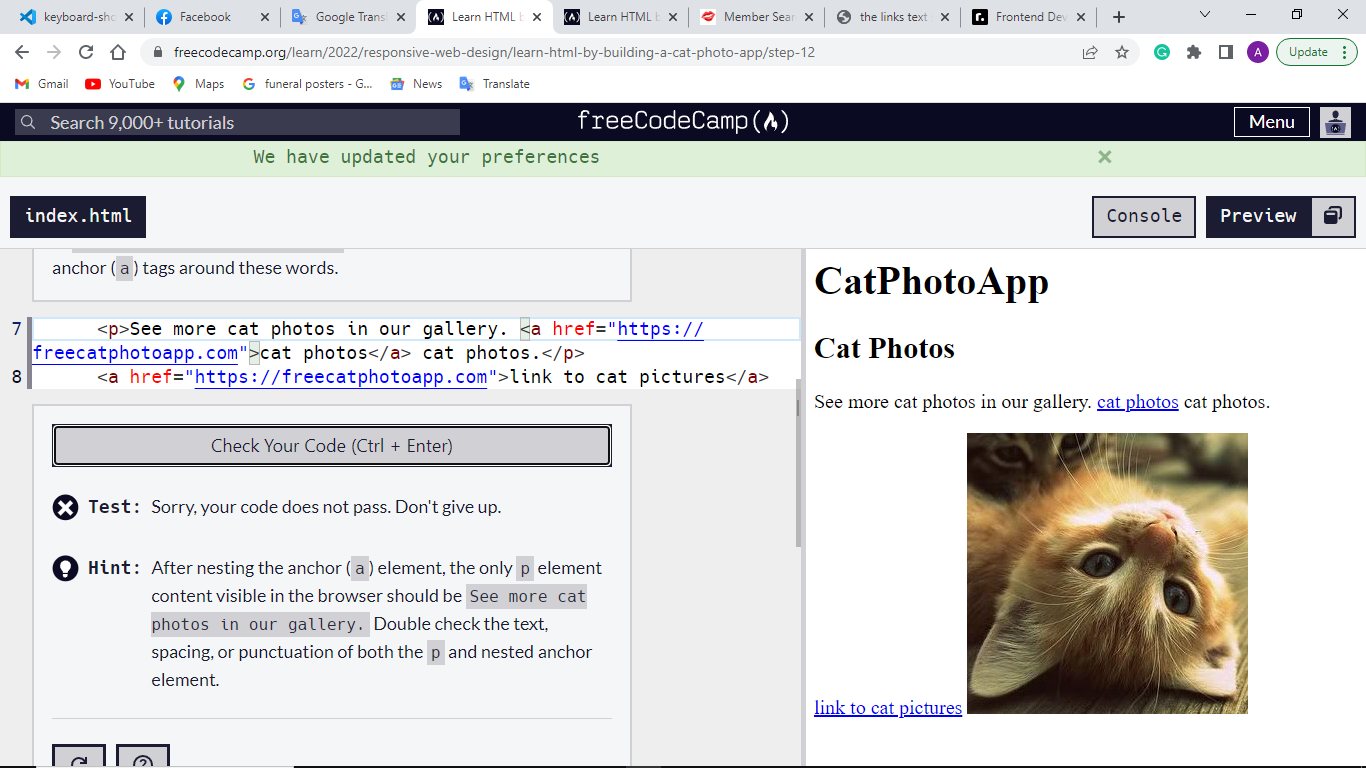 keyboard-sho
Facebook
Google Transl
Learn HTML b
Learn HTML b
Member Sear
the links text
Frontend Dev
freecodecamp.org/learn/2022/responsive-web-design/learn-html-by-building-a-cat-photo-app/step-12
A
Update
Gmail
YouTube
Maps
funeral posters - G...
News
Translate
Search 9,000+ tutorials
freeCodeCamp
Menu
We have updated your preferences
index.html
Console
Preview
anchor (a) tags around these words.
7 <p>See more cat photos in our gallery. <a href="https://
freecatphotoapp.com">cat photos</a> cat photos.</p>
8 <a href="https://freecatphotoapp.com">link to cat pictures</a>
Check Your Code (Ctrl + Enter)
Test: Sorry, your code does not pass. Don't give up.
Hint: After nesting the anchor (a) element, the only p element
content visible in the browser should be See more cat
photos in our gallery. Double check the text,
spacing, or punctuation of both the p and nested anchor
element.
CatPhotoApp
Cat Photos
See more cat photos in our gallery. cat photos cat photos.
link to cat pictures